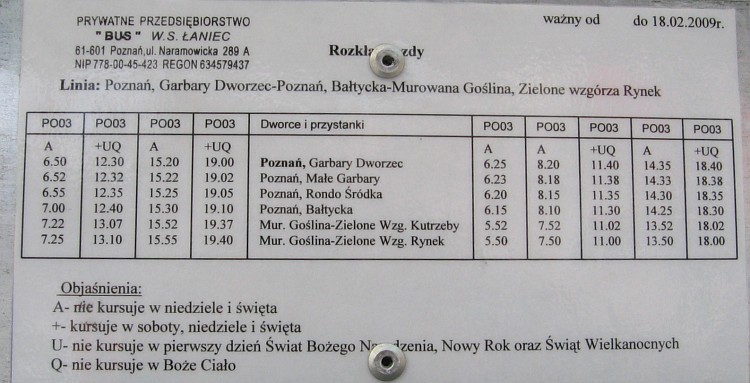 PRYWATNE PRZEDSIĘBIORSTWO
" BUS " W.S. ŁANIEC
61-601 Poznań,ul. Naramowicka 289 A
NIP778-00-45-423 REGON 634579437
ważny od do 18.02.2009r.
Linia: Poznań, Garbary Dworzec-Poznań, Bałtycka-Murowana Goślina, Zielone wzgórza Rynek
PO03 PO03 PO03 PO03 Dworce i przystanki PO03 PO03 PO03 PO03 PO03
A +UQ A +UQ A A +UQ A +UQ
6.50 12.30 15.20 19.00 Poznań, Garbary Dworzec 6.25 8.20 11.40 14.35 18.40
6.52 12.32 15.22 19.02 Poznań, Małe Garbary 6.23 8.18 11.38 14.33 18.38
6.55 12.35 15.25 19.05 Poznań, Rondo Śródka 6.20 8.15 11.35 14.30 18.35
7.00 12.40 15.30 19.10 Poznań, Bałtycka 6.15 8.10 11.30 14.25 18.30
7.22 13.07 15.52 19.37 Mur. Goślina-Zielone Wzg. Kutrzeby 5.52 7.52 11.02 13.52 18.02
7.25 13.10 15.55 19.40 Mur. Goślina-Zielone Wzg. Rynek 5.50 7.50 11.00 13.50 18.00
Objaśnienia:
A- nie kursuje w niedziele i święta
+- kursuje w soboty, niedziele i święta
U- nie kursuje w pierwszy dzień Świat Bożego Nowy Rok oraz Świąt Wielkanocnych
Q- nie kursuje w Boże Ciało